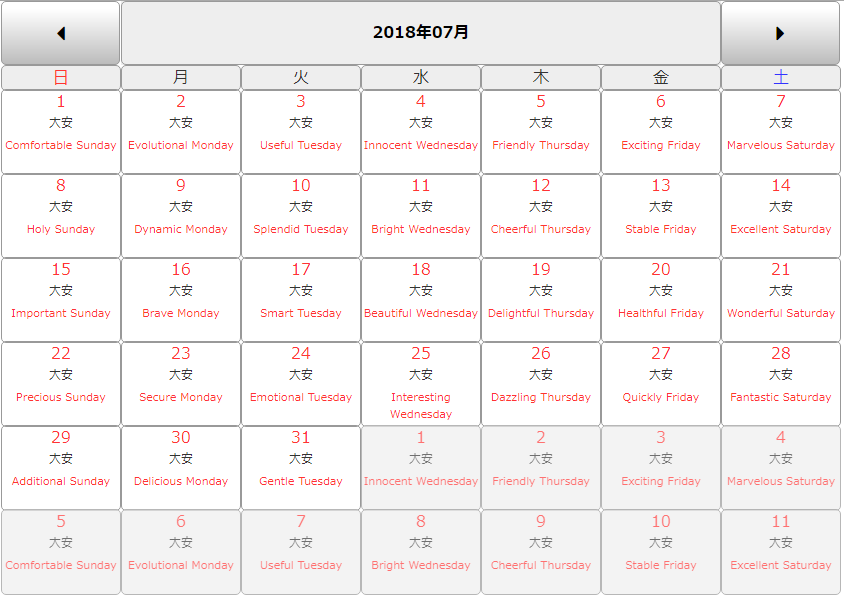 2018年07月
日 月 火 水 木 金 土
1 2 3 4 5 6 7
大安 大安 大安 大安 大安 大安 大安
Comfortable Sunday Evolutional Monday Useful Tuesday Innocent Wednesday Friendly Thursday Exciting Friday Marvelous Saturday
8 9 10 11 12 13 14
大安 大安 大安 大安 大安 大安 大安
Holy Sunday Dynamic Monday Splendid Tuesday Bright Wednesday Cheerful Thursday Stable Friday Excellent Saturday
15 16 17 18 19 20 21
大安 大安 大安 大安 大安 大安 大安
Important Sunday Brave Monday Smart Tuesday Beautiful Wednesday Delightful Thursday Healthful Friday Wonderful Saturday
22 23 24 25 26 27 28
大安 大安 大安 大安 大安 大安 大安
Precious Sunday Secure Monday Emotional Tuesday Interesting Wednesday Dazzling Thursday Quickly Friday Fantastic Saturday
29 30 31 1 2 3 4
大安 大安 大安 大安 大安 大安 大安
Additional Sunday Delicious Monday Gentle Tuesday Innocent Wednesday Friendly Thursday Exciting Friday Marvelous Saturday
5 6 7 8 9 10 11
大安 大安 大安 大安 大安 大安 大安
Comfortable Sunday Evolutional Monday Useful Tuesday Bright Wednesday Cheerful Thursday Stable Friday Excellent Saturday